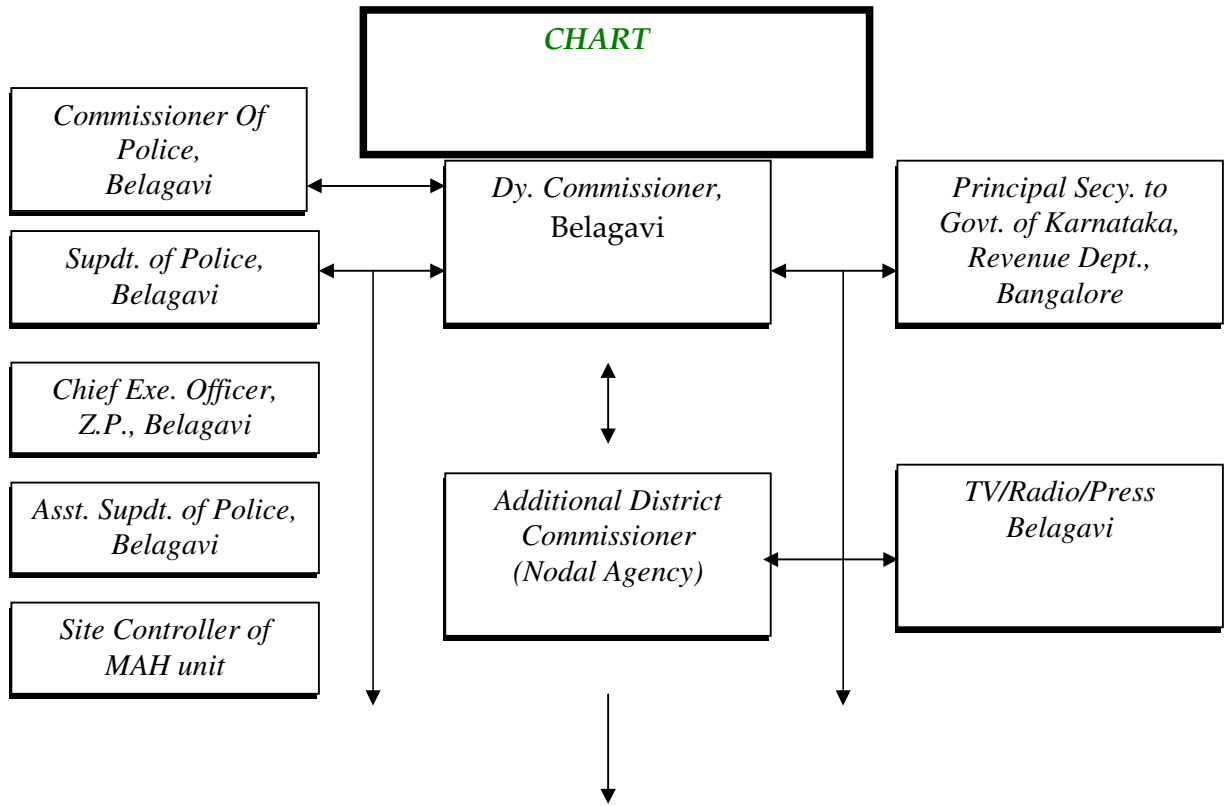 CHART
Commissioner Of
Police,
Belagavi
Dy. Commissioner,
Belagavi
Principal Secy. to
Govt. of Karnataka,
Revenue Dept.,
Bangalore
Supdt. of Police,
Belagavi
Chief Exe. Officer,
Z.P., Belagavi
Additional District
Commissioner
(Nodal Agency)
TV/Radio/Press
Belagavi
Asst. Supdt. of Police,
Belagavi
Site Controller of
MAH unit